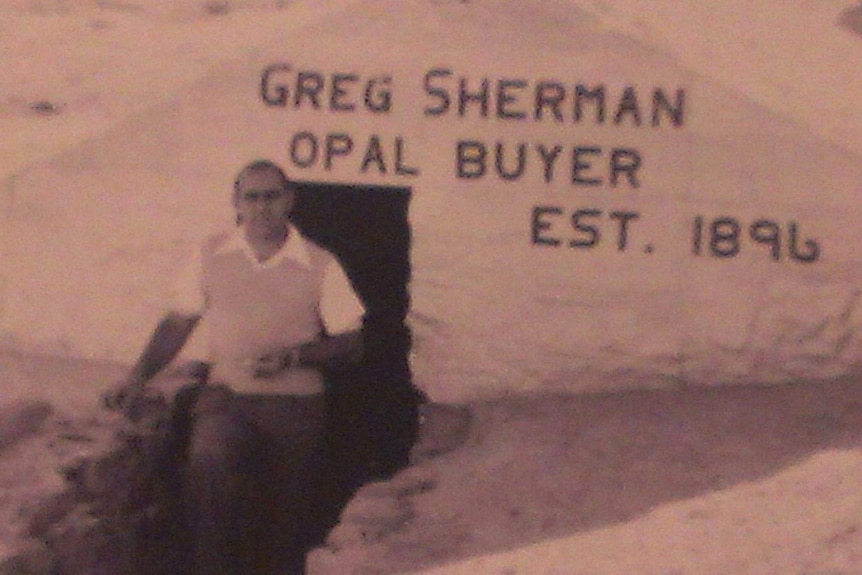 GREG SHERMAN
OPAL BUYER
EST. 1896